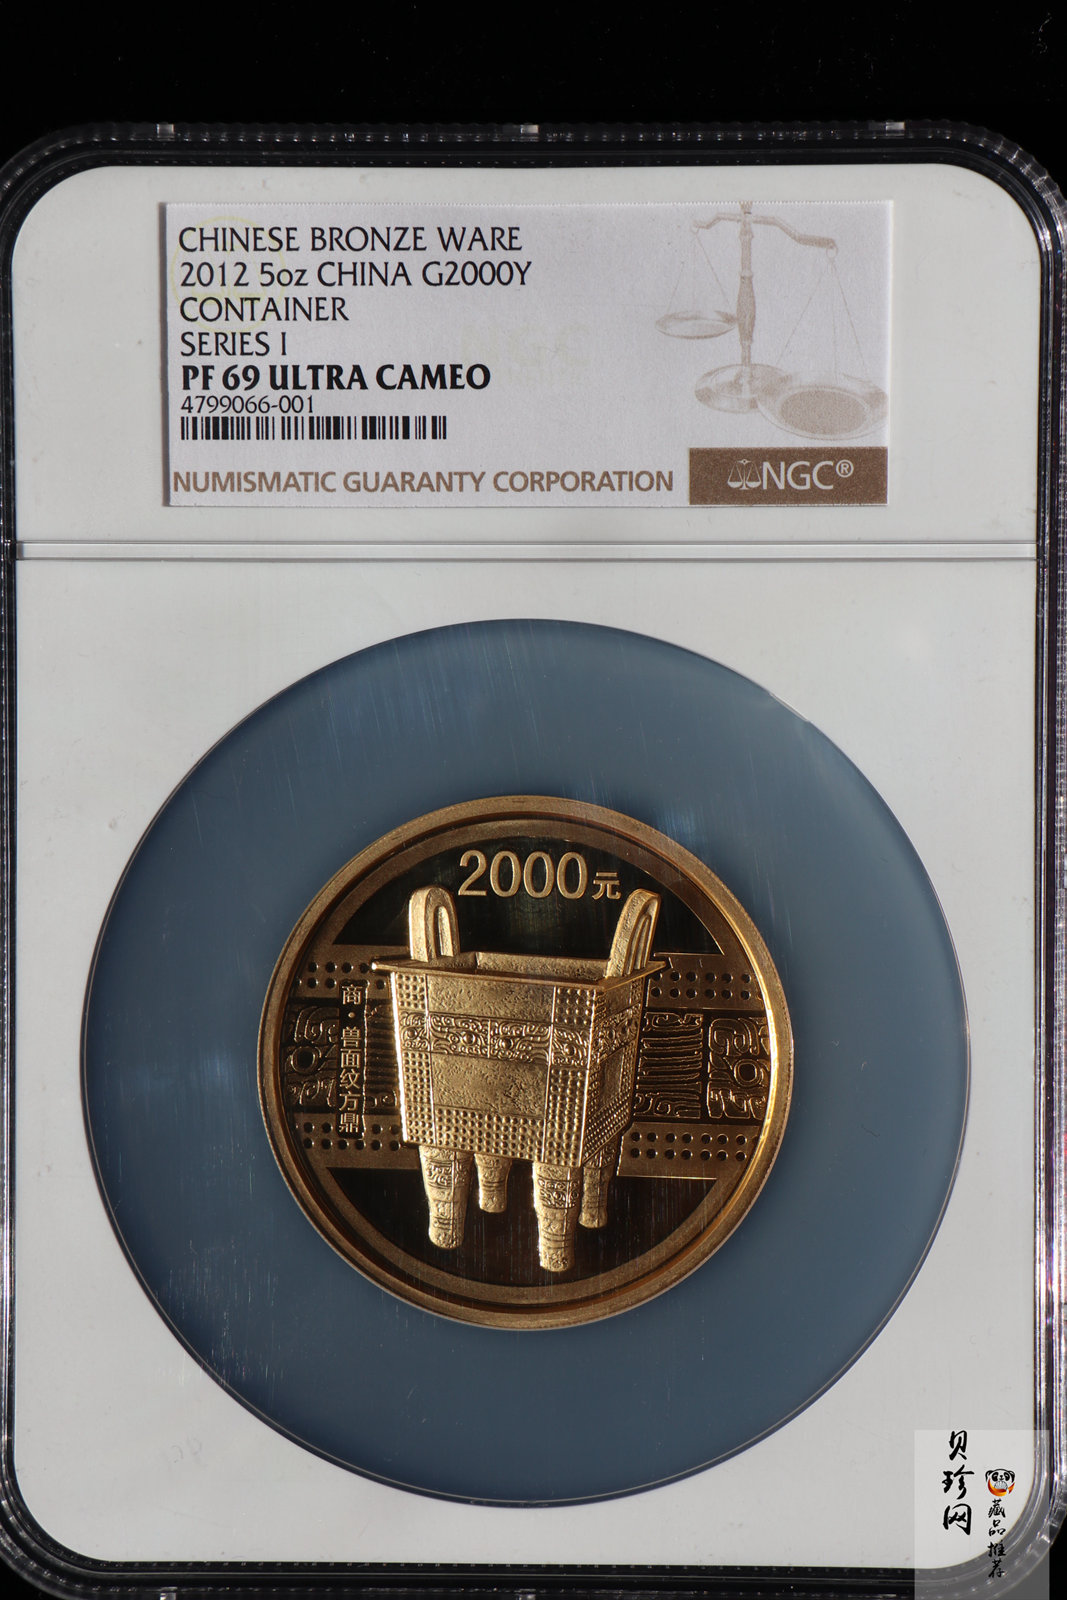 CHINESE BRONZE WARE
2012 5oz CHINA G2000Y
CONTAINER
SERIES I
PF 69 ULTRA CAMEO
4799066-001
NUMISMATIC GUARANTY CORPORATION
NGC®
2000元
商·兽面纹方鼎
贝珍网
藏品推荐